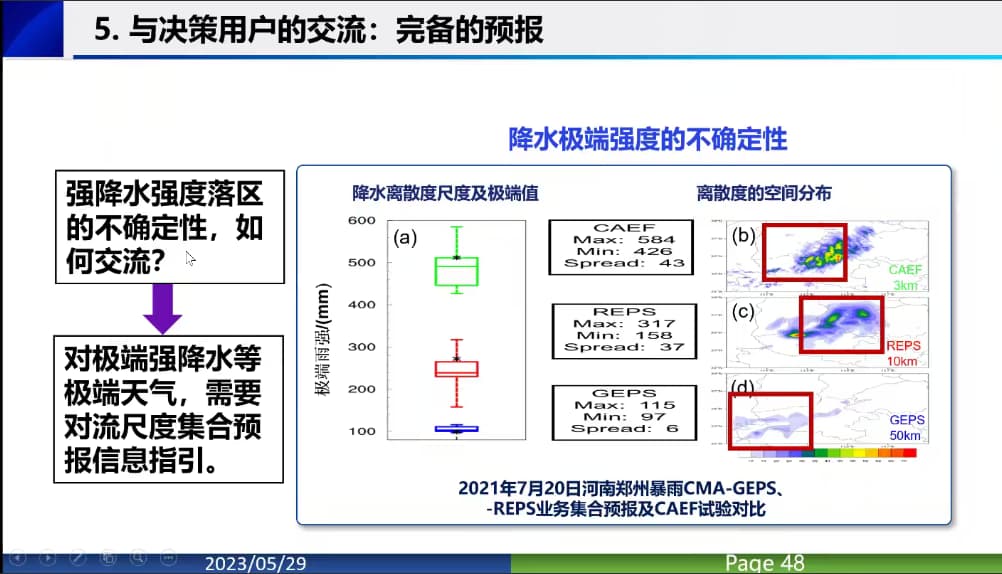 5. 与决策用户的交流：完备的预报
降水极端强度的不确定性
强降水强度落区
的不确定性，如
何交流？
对极端强降水等
极端天气，需要
对流尺度集合预
报信息指引。
降水离散度尺度及极端值
离散度的空间分布
600
500
400
300
200
100
极端雨强/(mm)
(a)
CAEF
Max: 584
Min: 426
Spread: 43
REPS
Max: 317
Min: 158
Spread: 37
GEPS
Max: 115
Min: 97
Spread: 6
(b)
CAEF
3km
(c)
REPS
10km
(d)
GEPS
50km
2021年7月20日河南郑州暴雨CMA-GEPS、
-REPS业务集合预报及CAEF试验对比
2023/05/29
Page 48